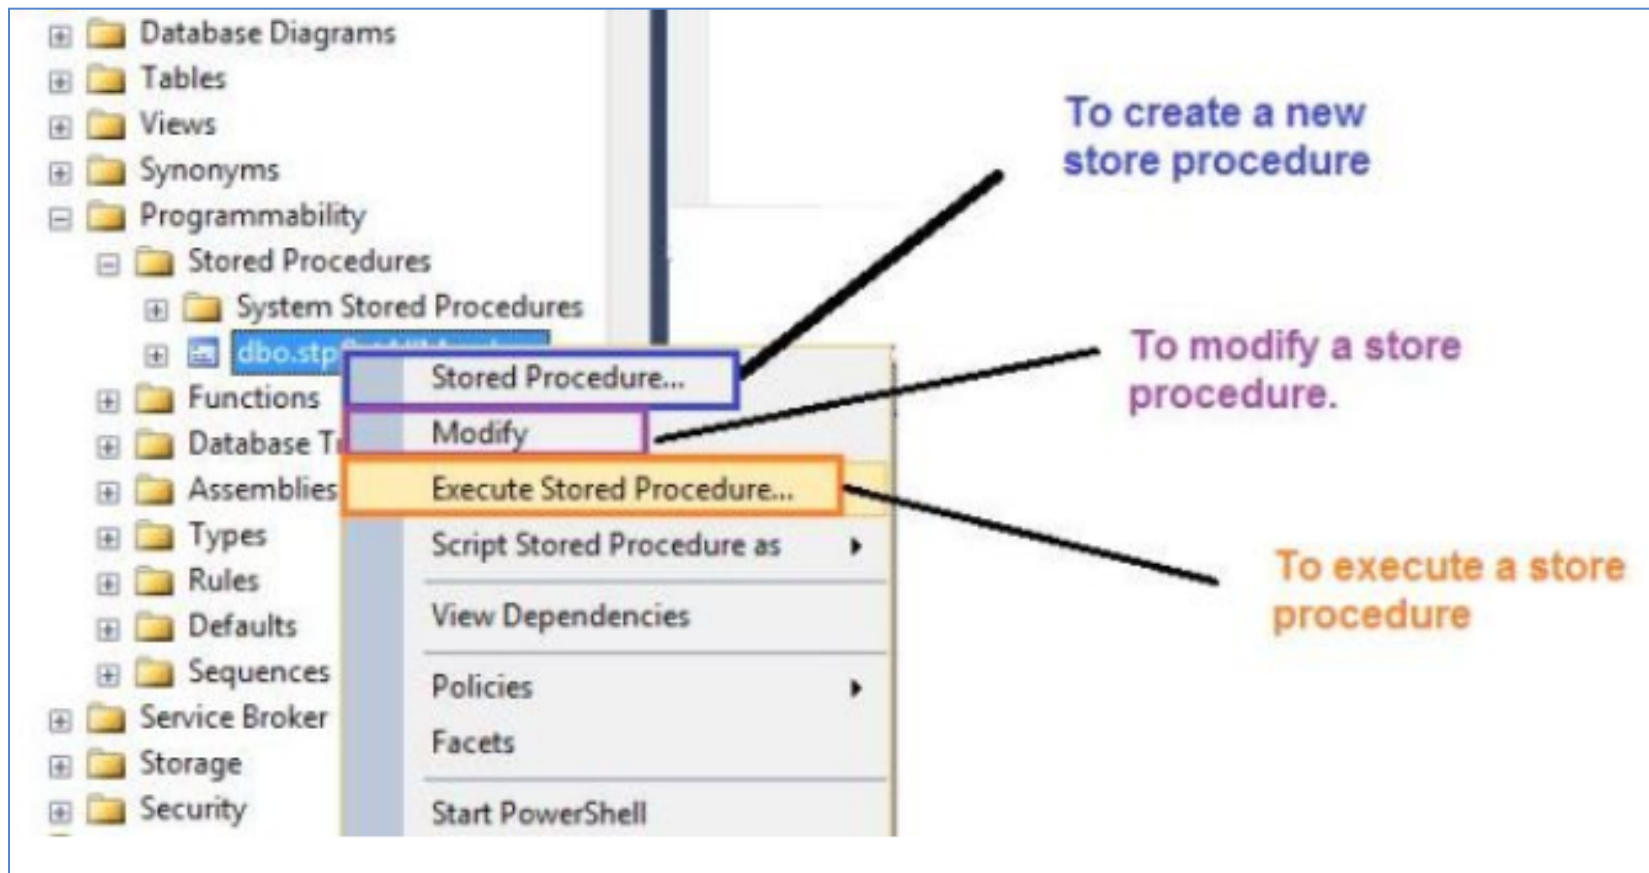 Database Diagrams
Tables
Views
Synonyms
Programmability
Stored Procedures
System Stored Procedures
dbo.stp
Functions
Database
Assemblies
Types
Rules
Defaults
Sequences
Service Broker
Storage
Security
Stored Procedure...
Modify
Execute Stored Procedure...
Script Stored Procedure as
View Dependencies
Policies
Facets
Start PowerShell
To create a new
store procedure
To modify a store
procedure.
To execute a store
procedure